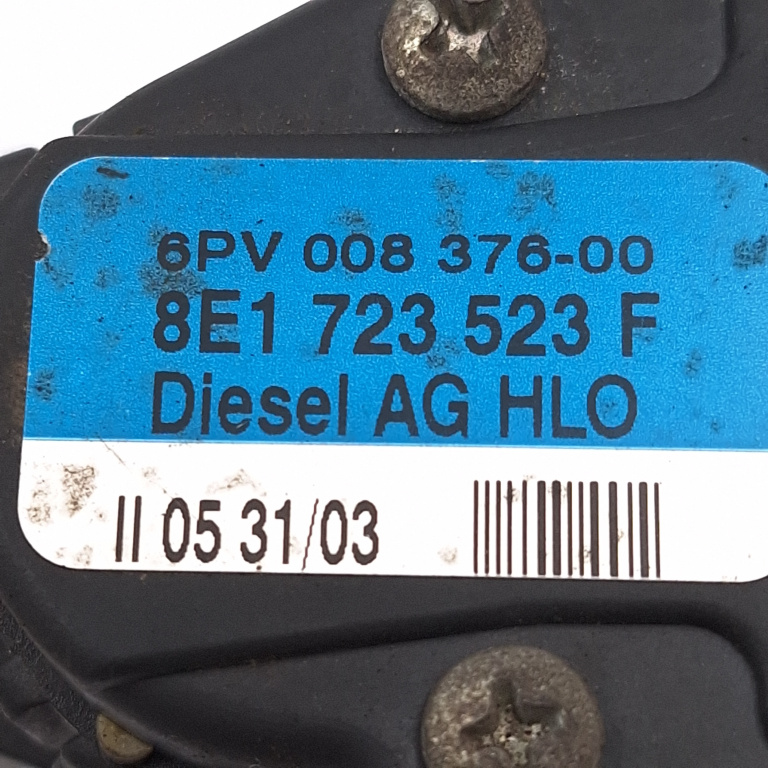 6PV 008 376-00
8E1 723 523 F
Diesel AG HLO
II 05 31/03